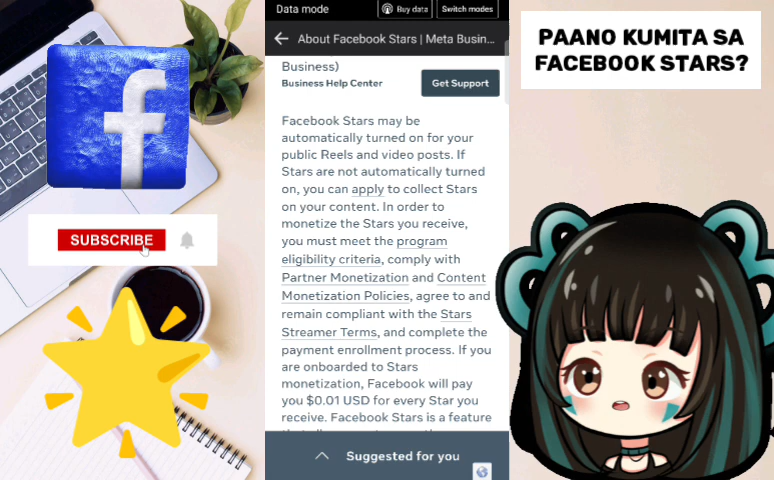 Data mode
Buy data
Switch modes
About Facebook Stars | Meta Busin...
PAANO KUMITA SA
FACEBOOK STARS?
f
SUBSCRIBE
Business)
Business Help Center
Get Support
Facebook Stars may be
automatically turned on for your
public Reels and video posts. If
Stars are not automatically turned
on, you can apply to collect Stars
on your content. In order to
monetize the Stars you receive,
you must meet the program
eligibility criteria, comply with
Partner Monetization and Content
Monetization Policies, agree to and
remain compliant with the Stars
Streamer Terms, and complete the
payment enrollment process. If you
are onboarded to Stars
monetization, Facebook will pay
you $0.01 USD for every Star you
receive. Facebook Stars is a feature
Suggested for you